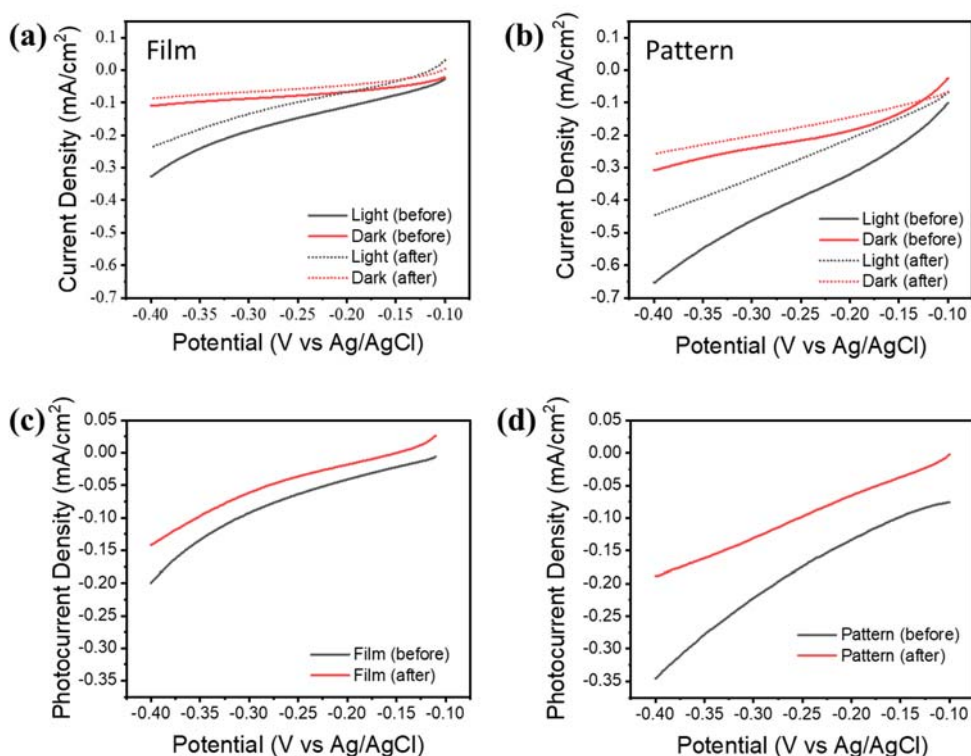 (a)
Film
Current Density (mA/cm²)
0.1
0.0
-0.1
-0.2
-0.3
-0.4
-0.5
-0.6
-0.7
Light (before)
Dark (before)
Light (after)
Dark (after)
-0.40 -0.35 -0.30 -0.25 -0.20 -0.15 -0.10
Potential (V vs Ag/AgCl)
(b)
Pattern
Current Density (mA/cm²)
0.1
0.0
-0.1
-0.2
-0.3
-0.4
-0.5
-0.6
-0.7
Light (before)
Dark (before)
Light (after)
Dark (after)
-0.40 -0.35 -0.30 -0.25 -0.20 -0.15 -0.10
Potential (V vs Ag/AgCl)
(c)
Photocurrent Density (mA/cm²)
0.05
0.00
-0.05
-0.10
-0.15
-0.20
-0.25
-0.30
-0.35
Film (before)
Film (after)
-0.40 -0.35 -0.30 -0.25 -0.20 -0.15 -0.10
Potential (V vs Ag/AgCl)
(d)
Photocurrent Density (mA/cm²)
0.05
0.00
-0.05
-0.10
-0.15
-0.20
-0.25
-0.30
-0.35
Pattern (before)
Pattern (after)
-0.40 -0.35 -0.30 -0.25 -0.20 -0.15 -0.10
Potential (V vs Ag/AgCl)